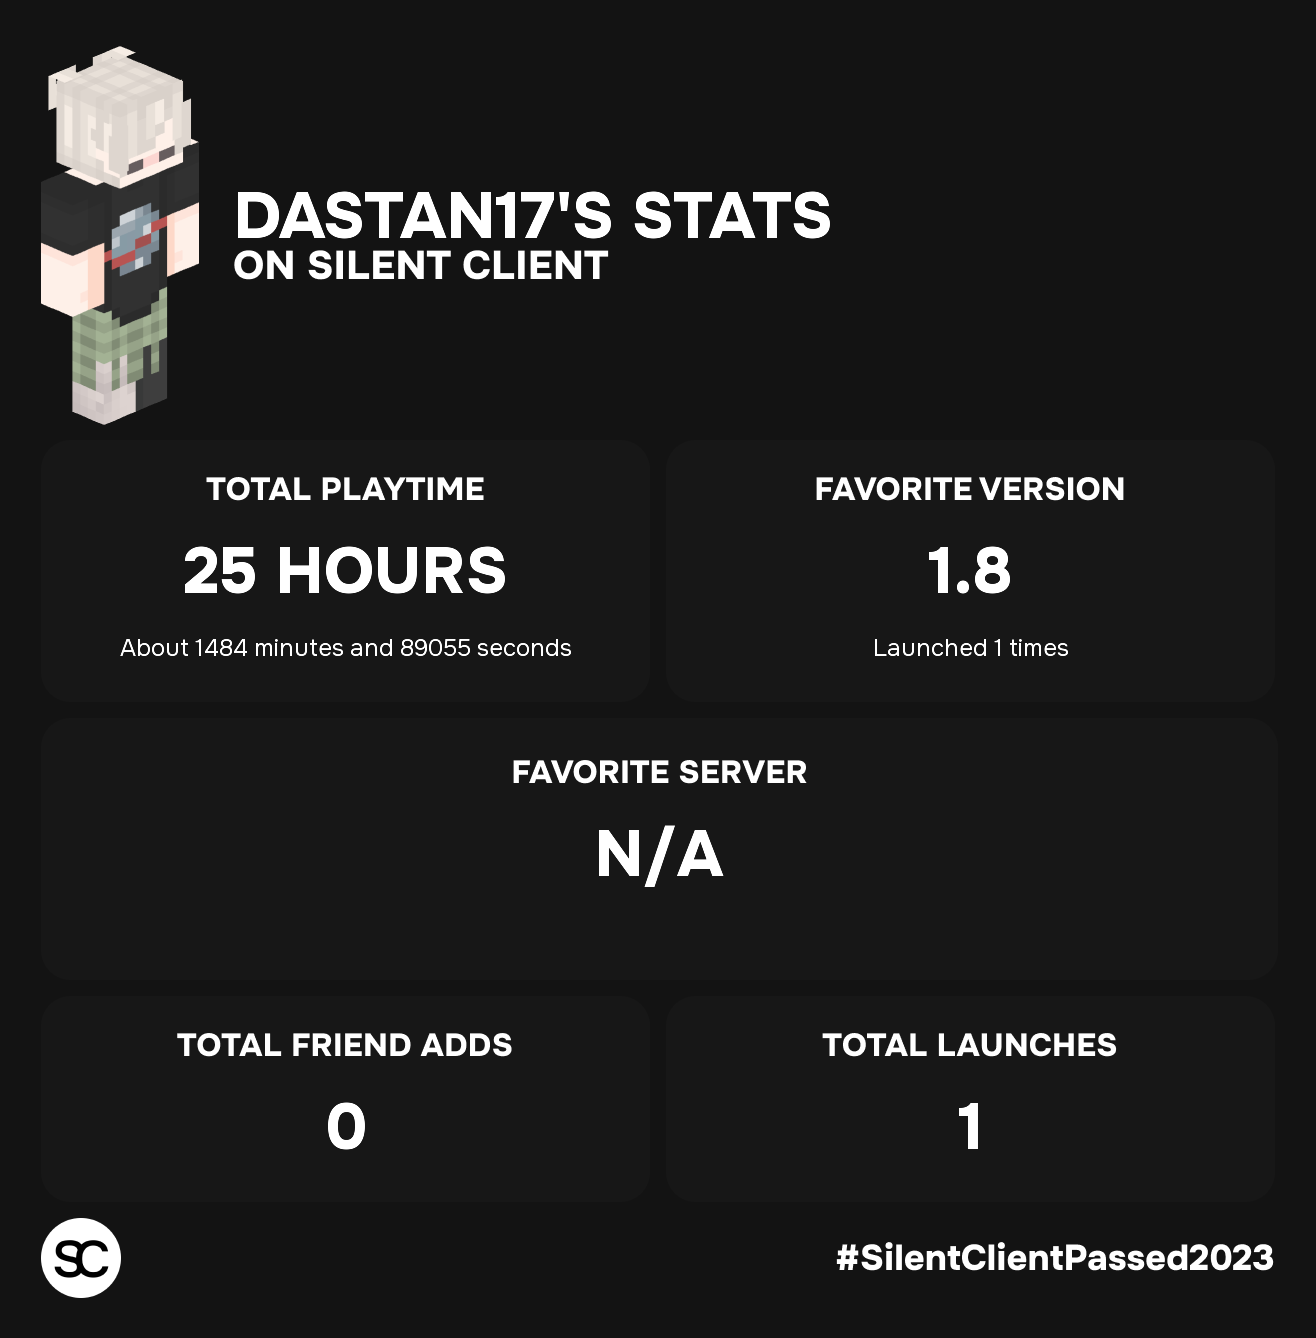 DASTAN17'S STATS
ON SILENT CLIENT
TOTAL PLAYTIME
25 HOURS
About 1484 minutes and 89055 seconds
FAVORITE VERSION
1.8
Launched 1 times
FAVORITE SERVER
N/A
TOTAL FRIEND ADDS
0
TOTAL LAUNCHES
1
SC
#SilentClientPassed2023